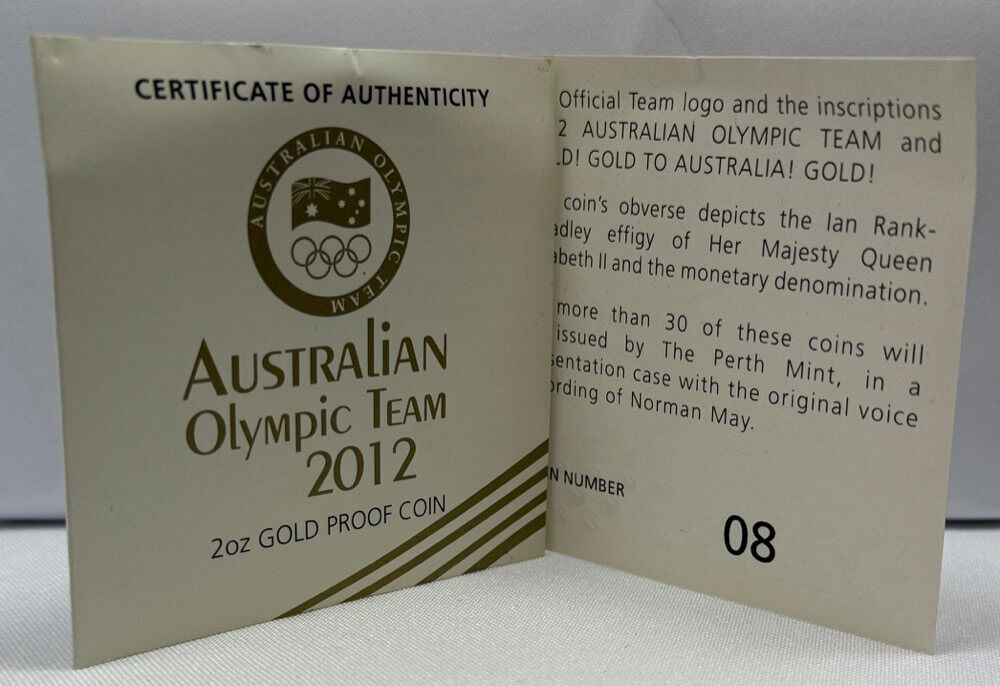 CERTIFICATE OF AUTHENTICITY
AUSTRALIAN OLYMPIC TEAM
AUSTRALIAN
Olympic TEAM
2012
2oz GOLD PROOF COIN
Official Team logo and the inscriptions
2 AUSTRALIAN OLYMPIC TEAM and
LD! GOLD TO AUSTRALIA! GOLD!
coin's obverse depicts the Ian Rank-
adley effigy of Her Majesty Queen
abeth II and the monetary denomination.
more than 30 of these coins will
issued by The Perth Mint, in a
sentation case with the original voice
ording of Norman May.
N NUMBER
08